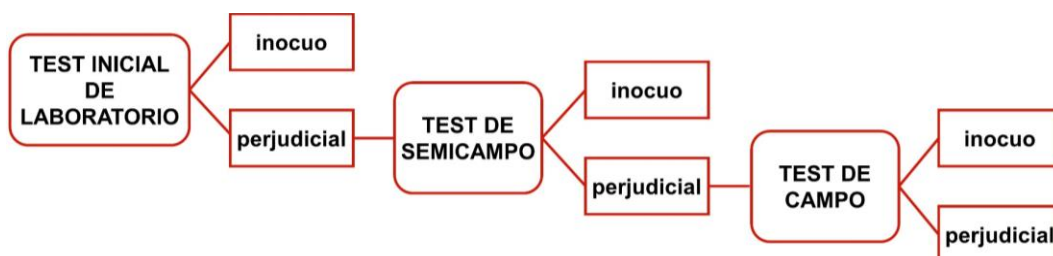 TEST INICIAL
DE
LABORATORIO
inocuo
perjudicial
TEST DE
SEMICAMPO
inocuo
perjudicial
TEST DE
CAMPO
inocuo
perjudicial